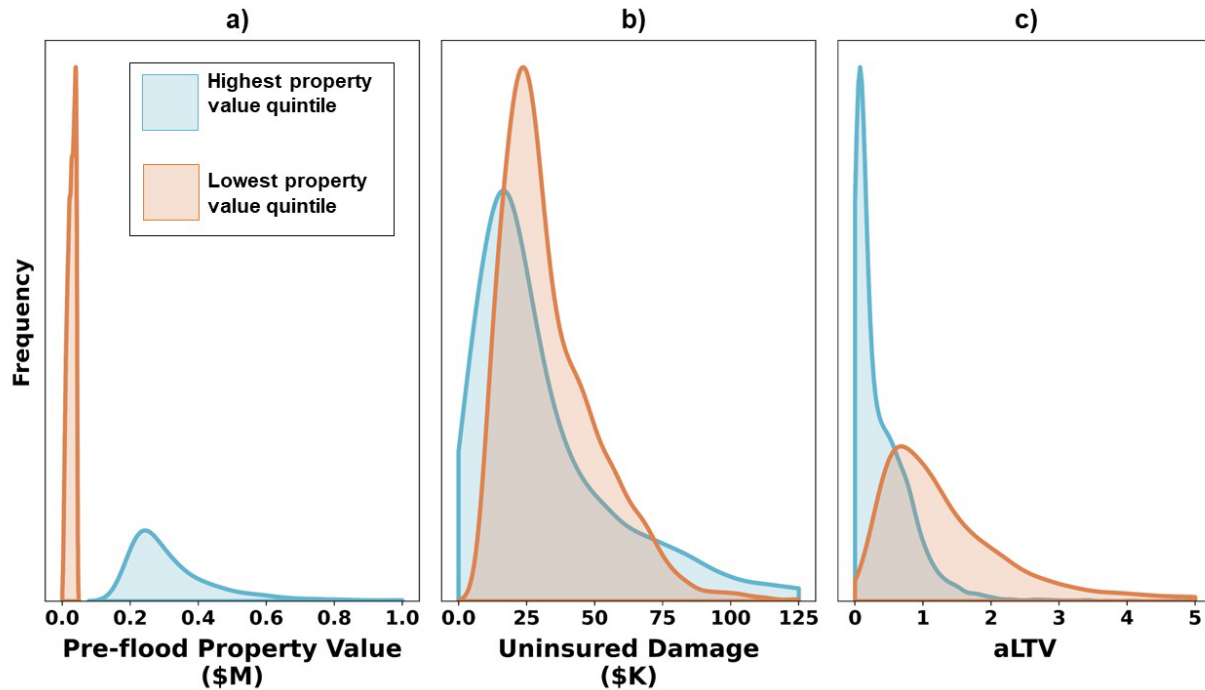 a)
b)
c)
Highest property
value quintile
Lowest property
value quintile
Frequency
0.0 0.2 0.4 0.6 0.8 1.0
Pre-flood Property Value
($M)
0.0 25 50 75 100 125
Uninsured Damage
($K)
0 1 2 3 4 5
aLTV